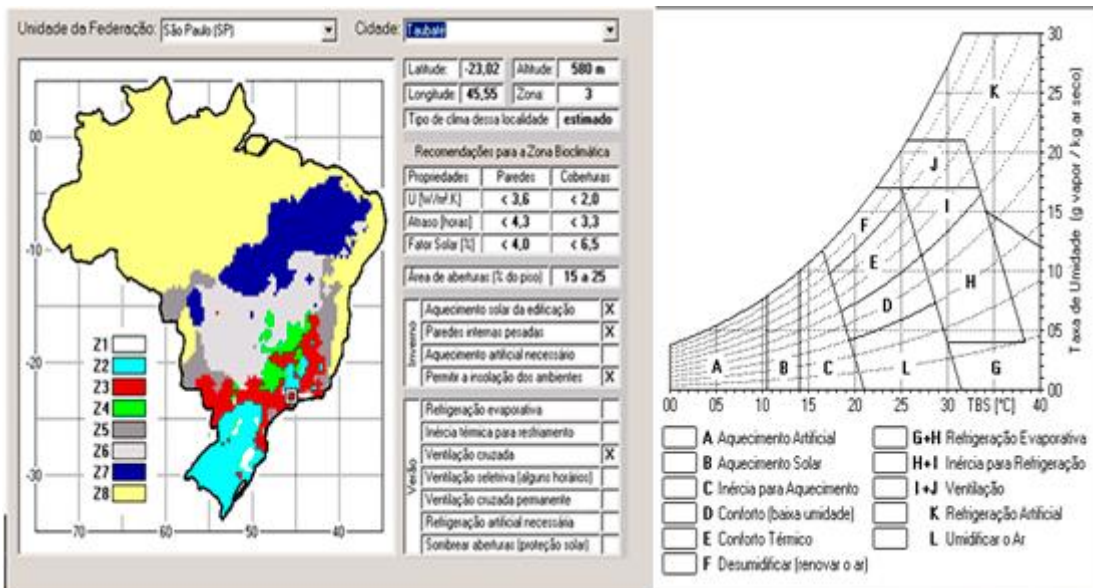 Unidade da Federação: São Paulo (SP) Cidade: Taubaté
Latitude: -23,02 Altitude 580 m
Longitude 45,55 Zona: 3
Tipo de clima dessa localidade estimado
Recomendações para a Zona Bioclimática
Propriedades Paredes Coberturas
U [W/m².K] < 3,6 < 2,0
Atraso [horas] < 4,3 < 3,3
Fator Solar [%] < 4,0 < 6,5
Área de aberturas (% do piso) 15 a 25
Inverno
Aquecimento solar da edificação X
Paredes internas pesadas X
Aquecimento artificial necessário
Permitir a insolação dos ambientes X
Verão
Refrigeração evaporativa
Inércia térmica para resfriamento
Ventilação cruzada X
Ventilação seletiva (alguns horários)
Ventilação cruzada permanente
Refrigeração artificial necessária
Sombrear aberturas (proteção solar)
00
-10
-20
-30
70 60 50 40
Z1
Z2
Z3
Z4
Z5
Z6
Z7
Z8
30
25
20
15
10
05
00
Taxa de Umidade (g vapor / kg ar seco)
K
J
I
F
E
H
D
A B C L G
00 05 10 15 20 25 30 TBS [°C] 40
A Aquecimento Artificial
B Aquecimento Solar
C Inércia para Aquecimento
D Conforto (baixa umidade)
E Conforto Térmico
F Desumidificar (renovar o ar)
G+H Refrigeração Evaporativa
H+I Inércia para Refrigeração
I+J Ventilação
K Refrigeração Artificial
L Umidificar o Ar